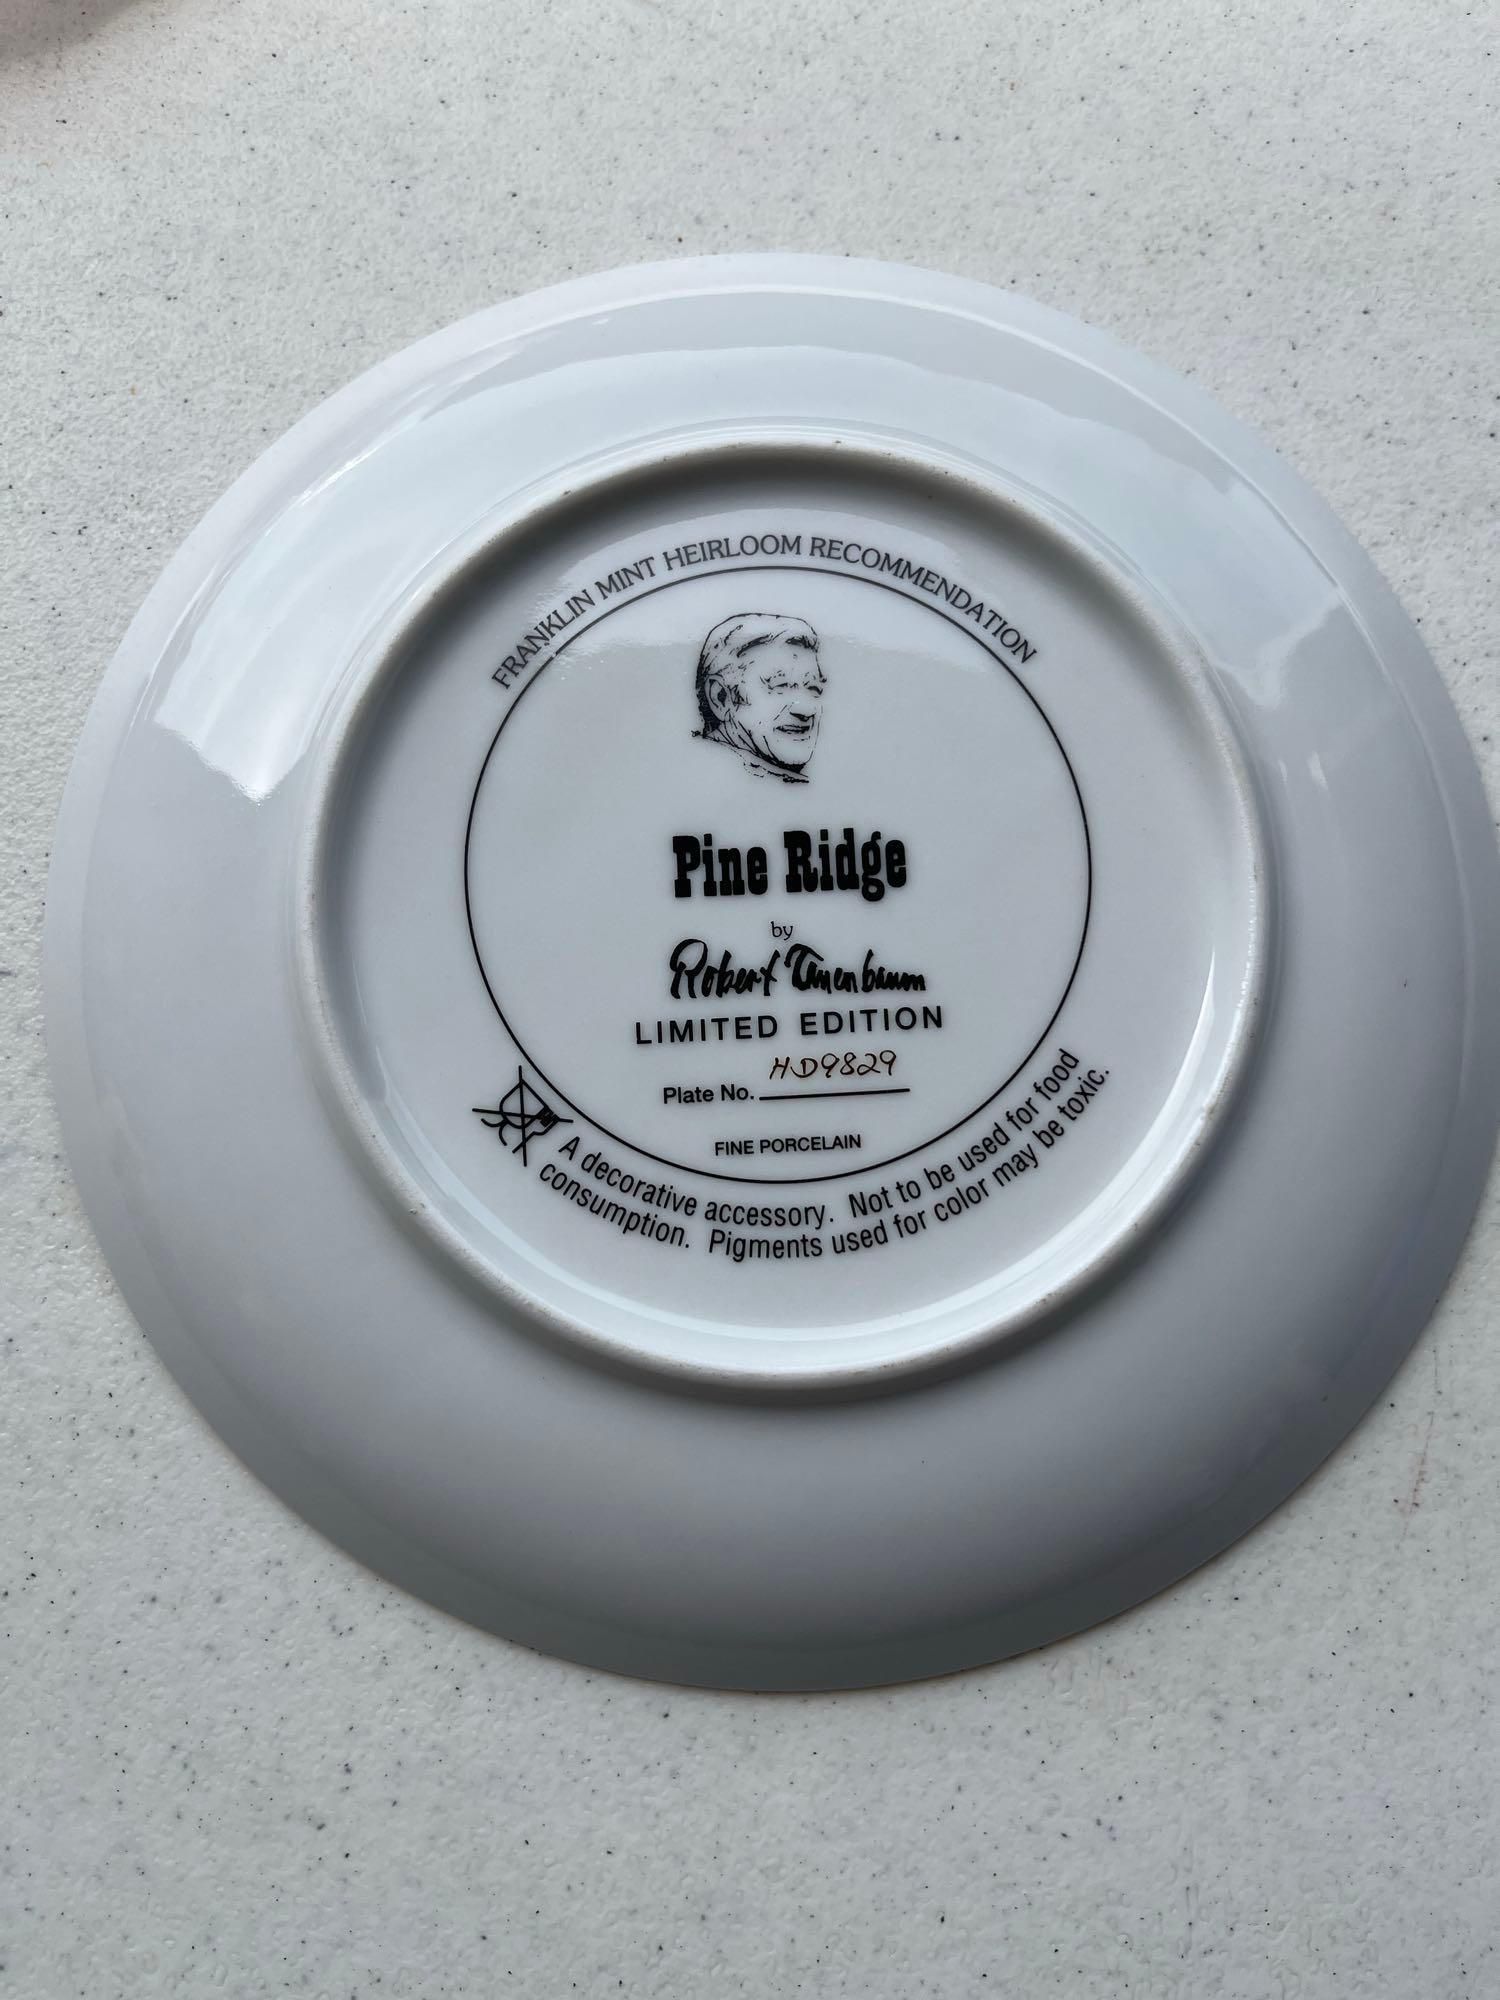 FRANKLIN MINT HEIRLOOM RECOMMENDATION
Pine Ridge
by
Robert Tanenbaum
LIMITED EDITION
Plate No. HD9829
FINE PORCELAIN
A decorative accessory. Not to be used for food
consumption. Pigments used for color may be toxic.